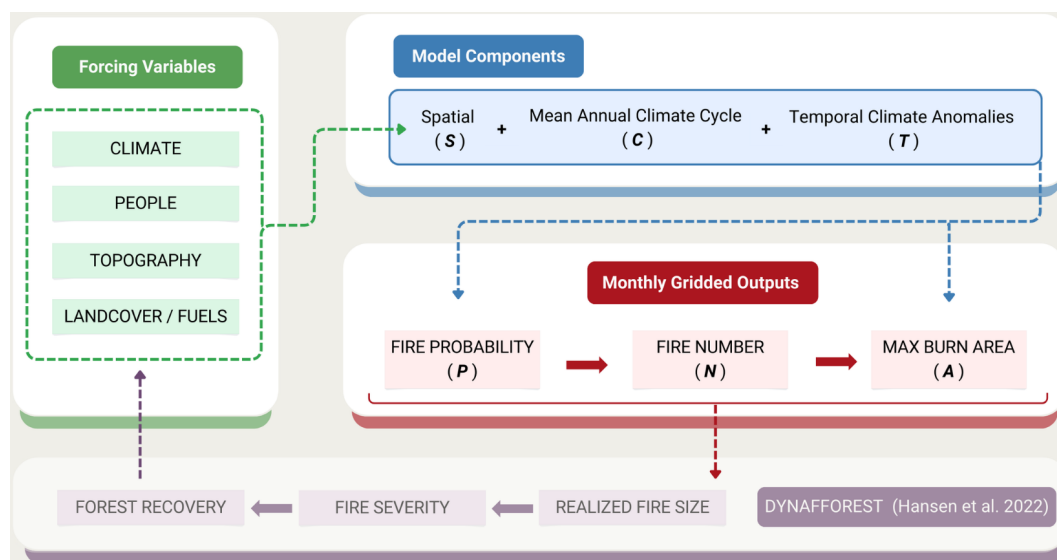 Forcing Variables
CLIMATE
PEOPLE
TOPOGRAPHY
LANDCOVER / FUELS
Model Components
Spatial + Mean Annual Climate Cycle + Temporal Climate Anomalies
( S ) ( C ) ( T )
Monthly Gridded Outputs
FIRE PROBABILITY FIRE NUMBER MAX BURN AREA
( P ) ( N ) ( A )
FOREST RECOVERY FIRE SEVERITY REALIZED FIRE SIZE DYNAFFOREST (Hansen et al. 2022)